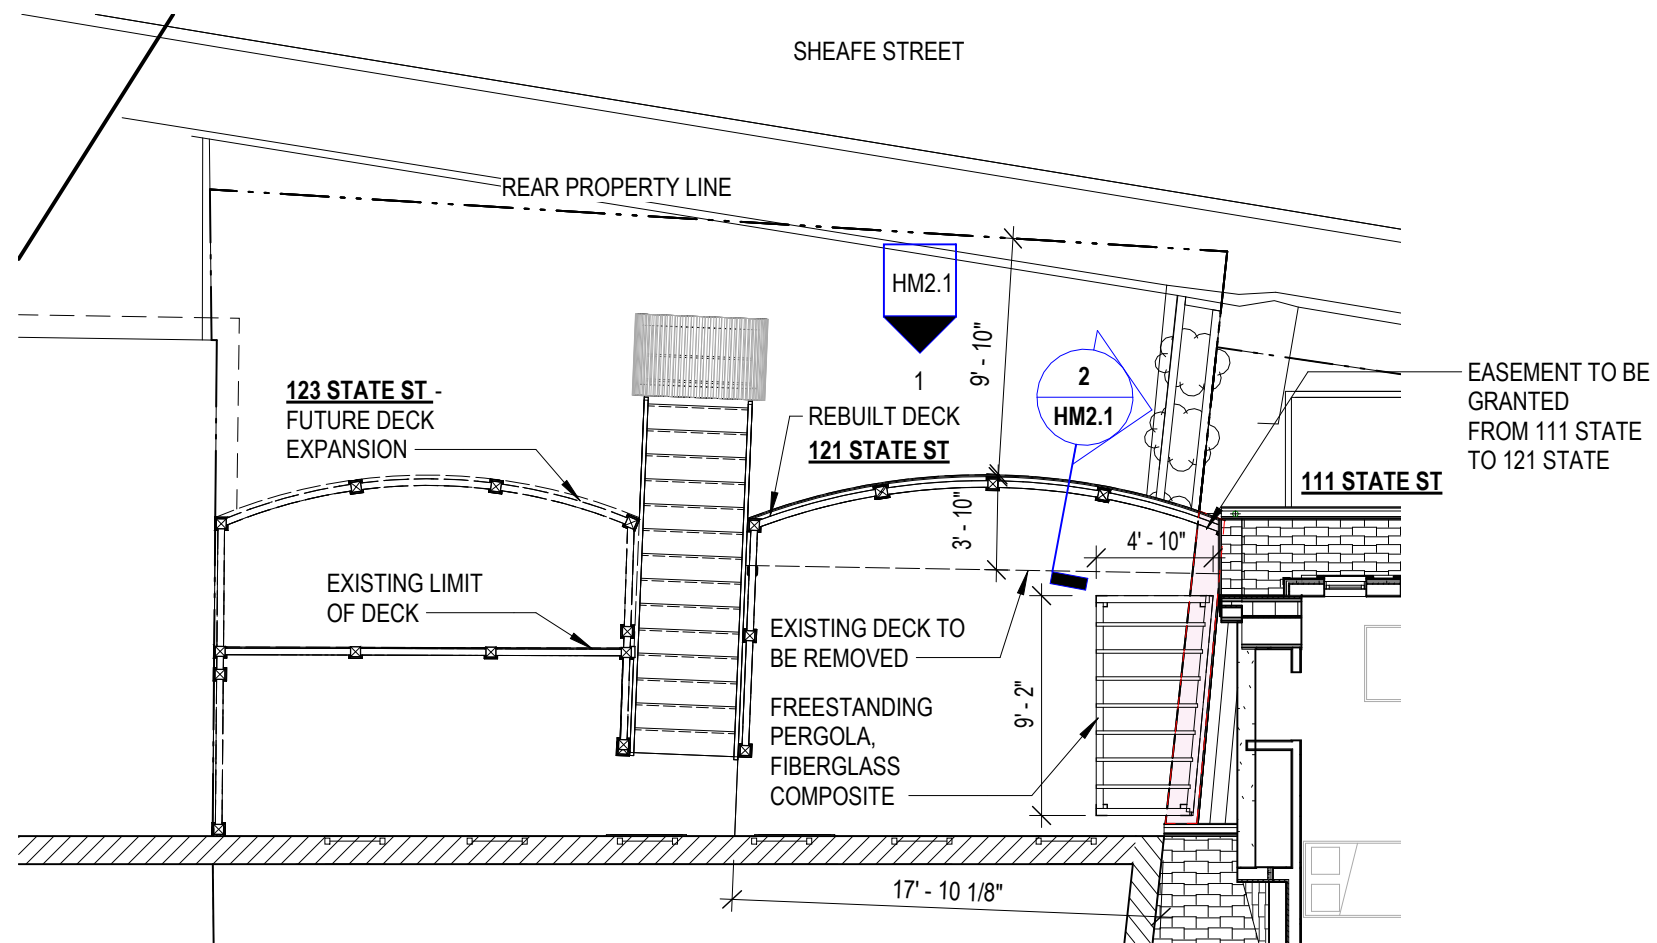 SHEAFE STREET
REAR PROPERTY LINE
HM2.1
1
9' - 10"
2
HM2.1
123 STATE ST -
FUTURE DECK
EXPANSION
REBUILT DECK
121 STATE ST
EASEMENT TO BE
GRANTED
FROM 111 STATE
TO 121 STATE
111 STATE ST
3' - 10"
4' - 10"
EXISTING LIMIT
OF DECK
EXISTING DECK TO
BE REMOVED
9' - 2"
FREESTANDING
PERGOLA,
FIBERGLASS
COMPOSITE
17' - 10 1/8"